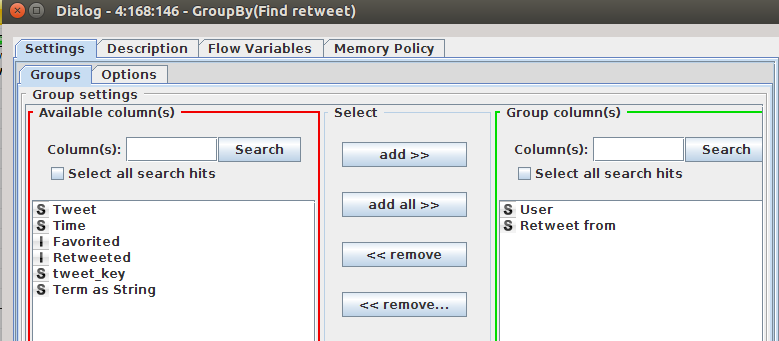 Dialog - 4:168:146 - GroupBy(Find retweet)
Settings Description Flow Variables Memory Policy
Groups Options
Group settings
Available column(s) Select Group column(s)
Column(s): Search add >> Column(s): Search
Select all search hits Select all search hits
add all >>
S Tweet S User
S Time S Retweet from
I Favorited
I Retweeted
<< remove
S tweet_key
S Term as String
<< remove...